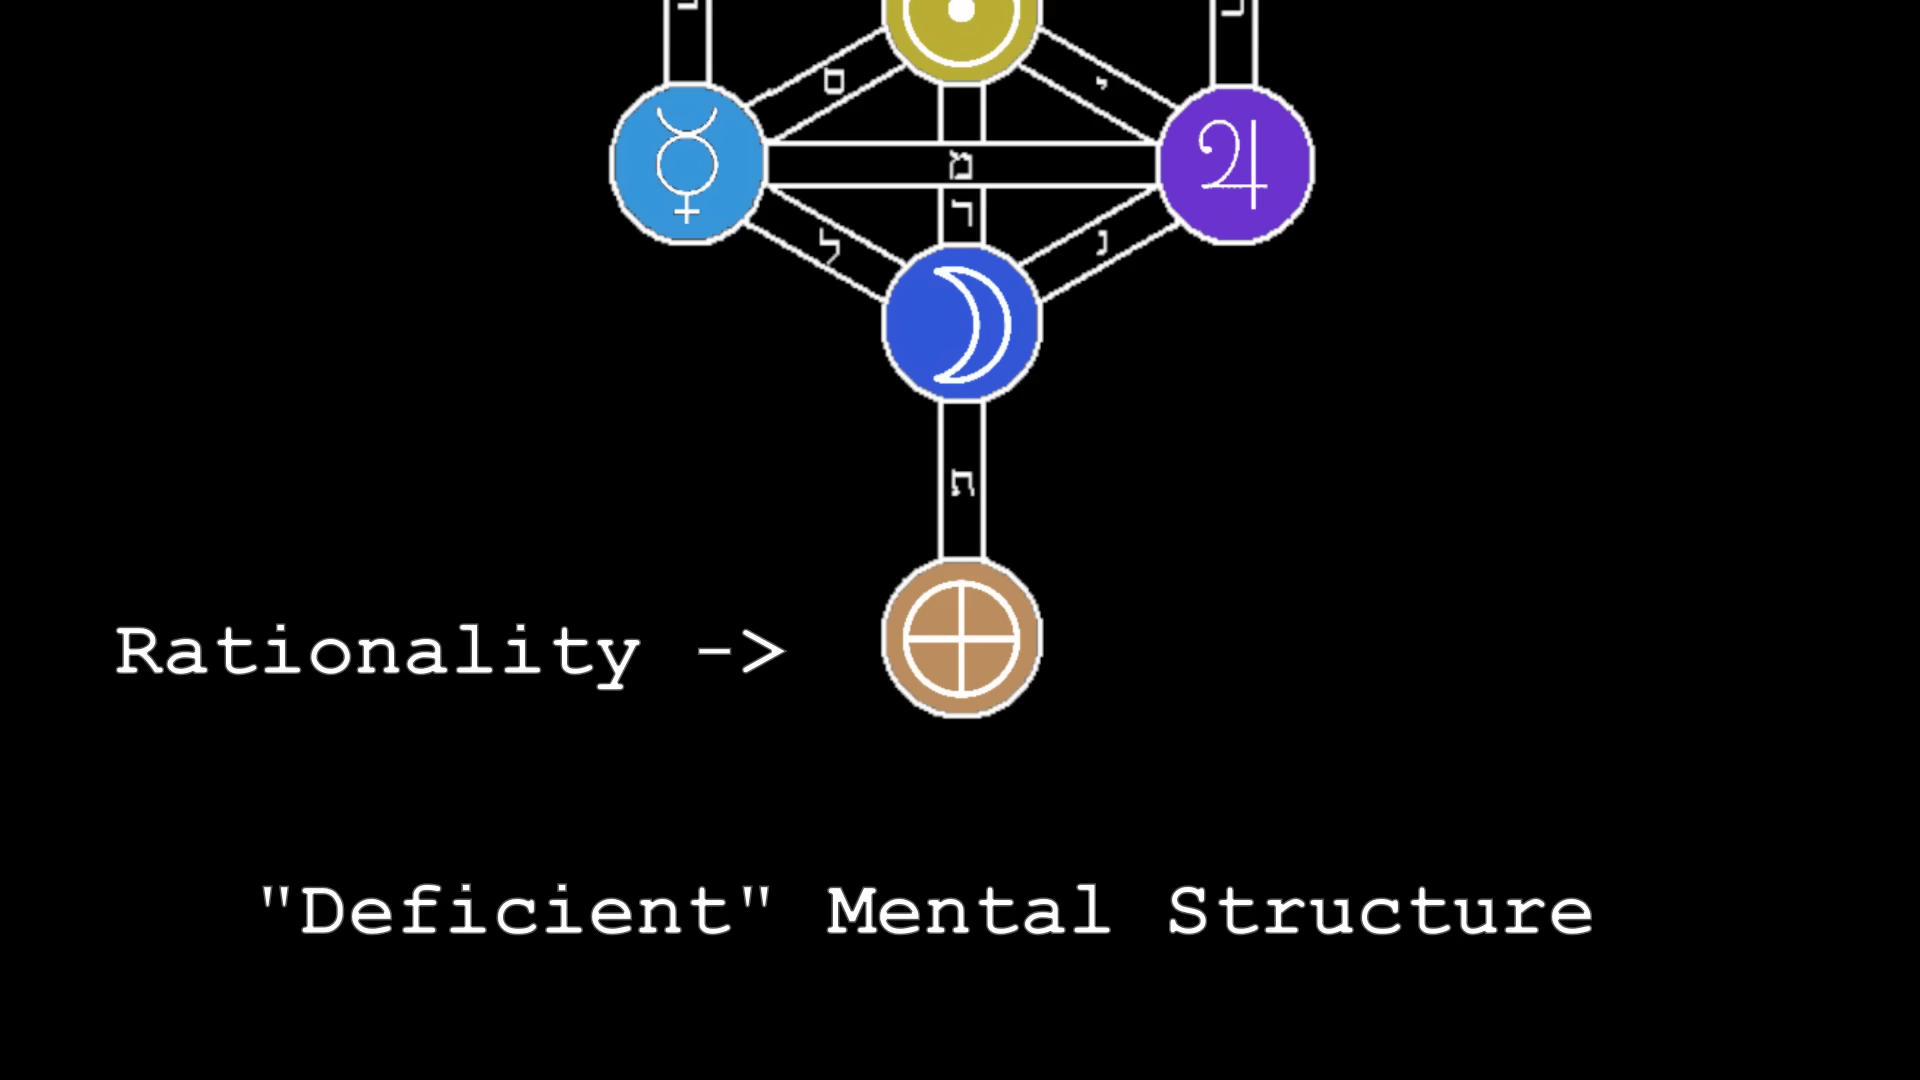 ס
י
מ
ר
ל
נ
ת
Rationality ->
"Deficient" Mental Structure